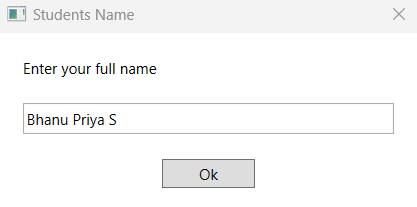 Students Name
Enter your full name
Bhanu Priya S
Ok